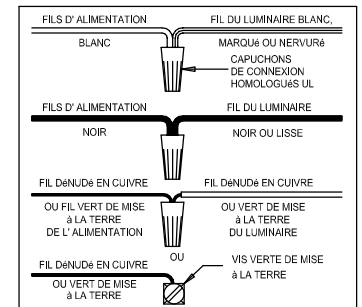 FILS D' ALIMENTATION
FIL DU LUMINAIRE BLANC,
BLANC
MARQUé OU NERVURé
CAPUCHONS
DE CONNEXION
HOMOLOGUéS UL
FILS D' ALIMENTATION
FIL DU LUMINAIRE
NOIR
NOIR OU LISSE
FIL DéNUDé EN CUIVRE
FIL DéNUDé EN CUIVRE
OU FIL VERT DE MISE
à LA TERRE
DE L' ALIMENTATION
OU VERT DE MISE
à LA TERRE
DU LUMINAIRE
OU
FIL DéNUDé EN CUIVRE
OU VERT DE MISE
à LA TERRE
VIS VERTE DE MISE
à LA TERRE